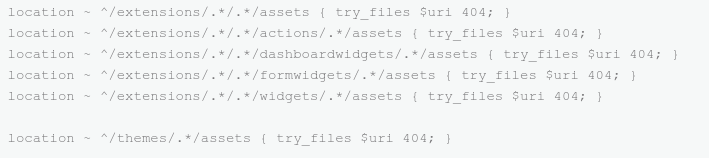 location ~ ^/extensions/.*/.*/assets { try_files $uri 404; }
location ~ ^/extensions/.*/.*/actions/.*/assets { try_files $uri 404; }
location ~ ^/extensions/.*/.*/dashboardwidgets/.*/assets { try_files $uri 404; }
location ~ ^/extensions/.*/.*/formwidgets/.*/assets { try_files $uri 404; }
location ~ ^/extensions/.*/.*/widgets/.*/assets { try_files $uri 404; }
location ~ ^/themes/.*/assets { try_files $uri 404; }